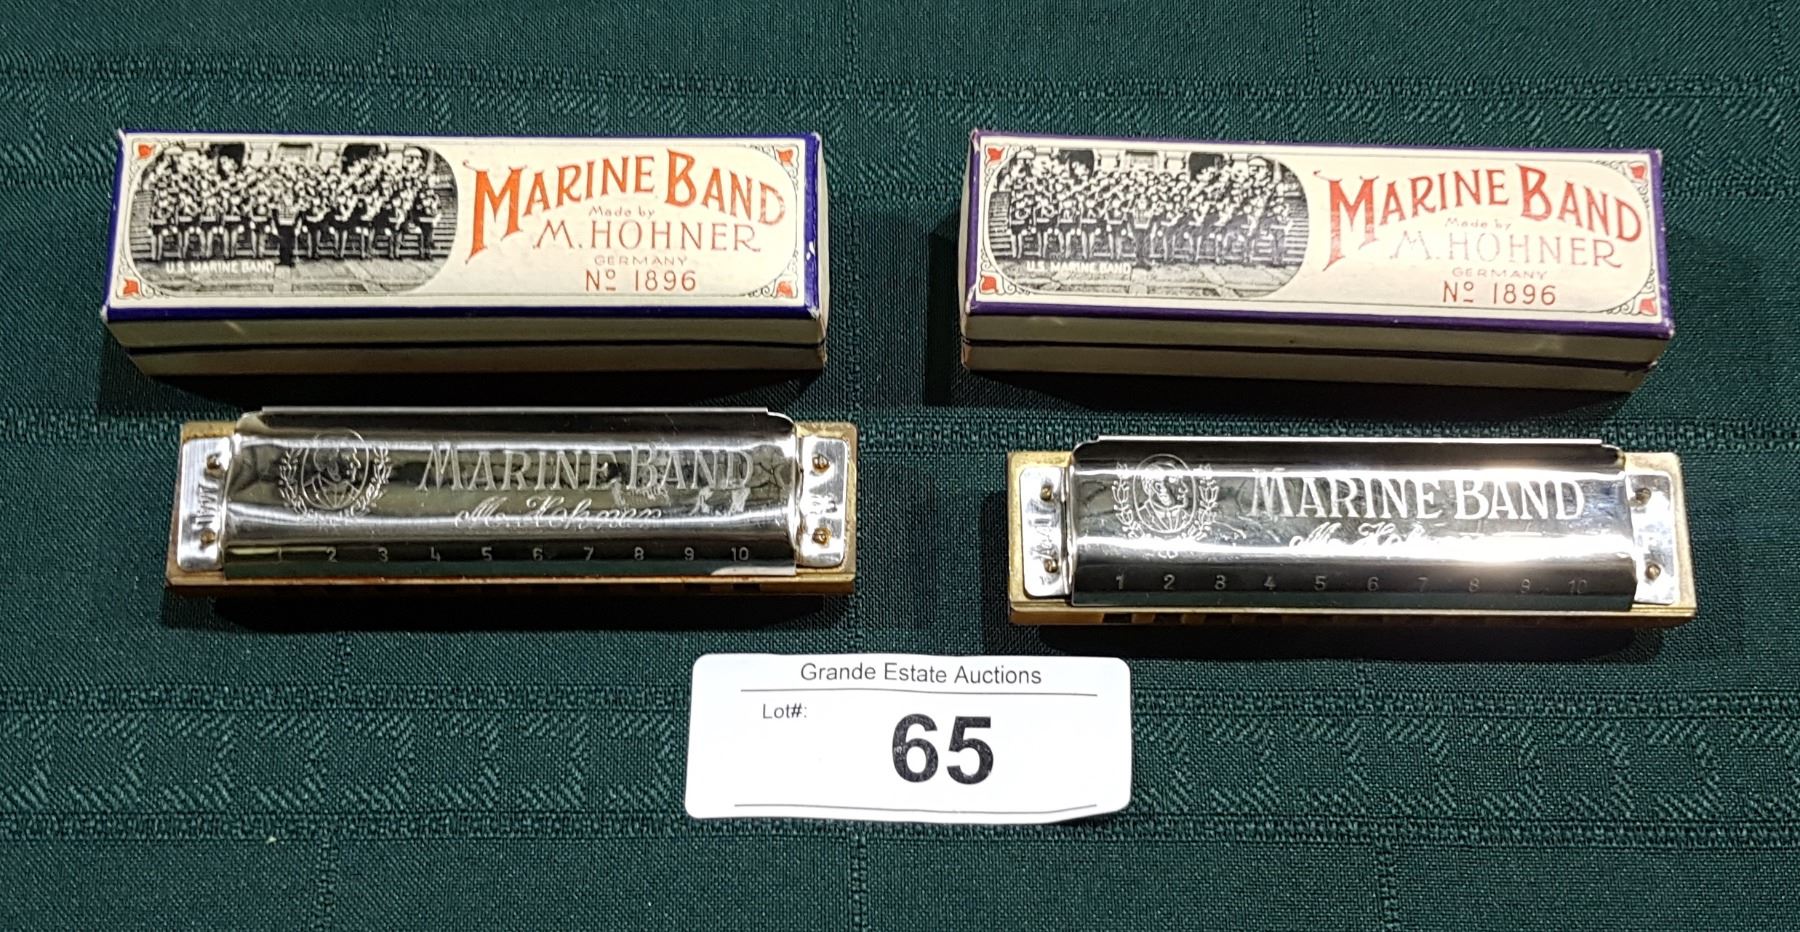 MARINE BAND
Made by
M. HOHNER
GERMANY
Nº 1896
U.S. MARINE BAND
MARINE BAND
Made by
M. HOHNER
GERMANY
Nº 1896
U.S. MARINE BAND
MARINE BAND
M. Hohner
1 2 3 4 5 6 7 8 9 10
MARINE BAND
M. Hohner
1 2 3 4 5 6 7 8 9 10
Grande Estate Auctions
Lot#:
65